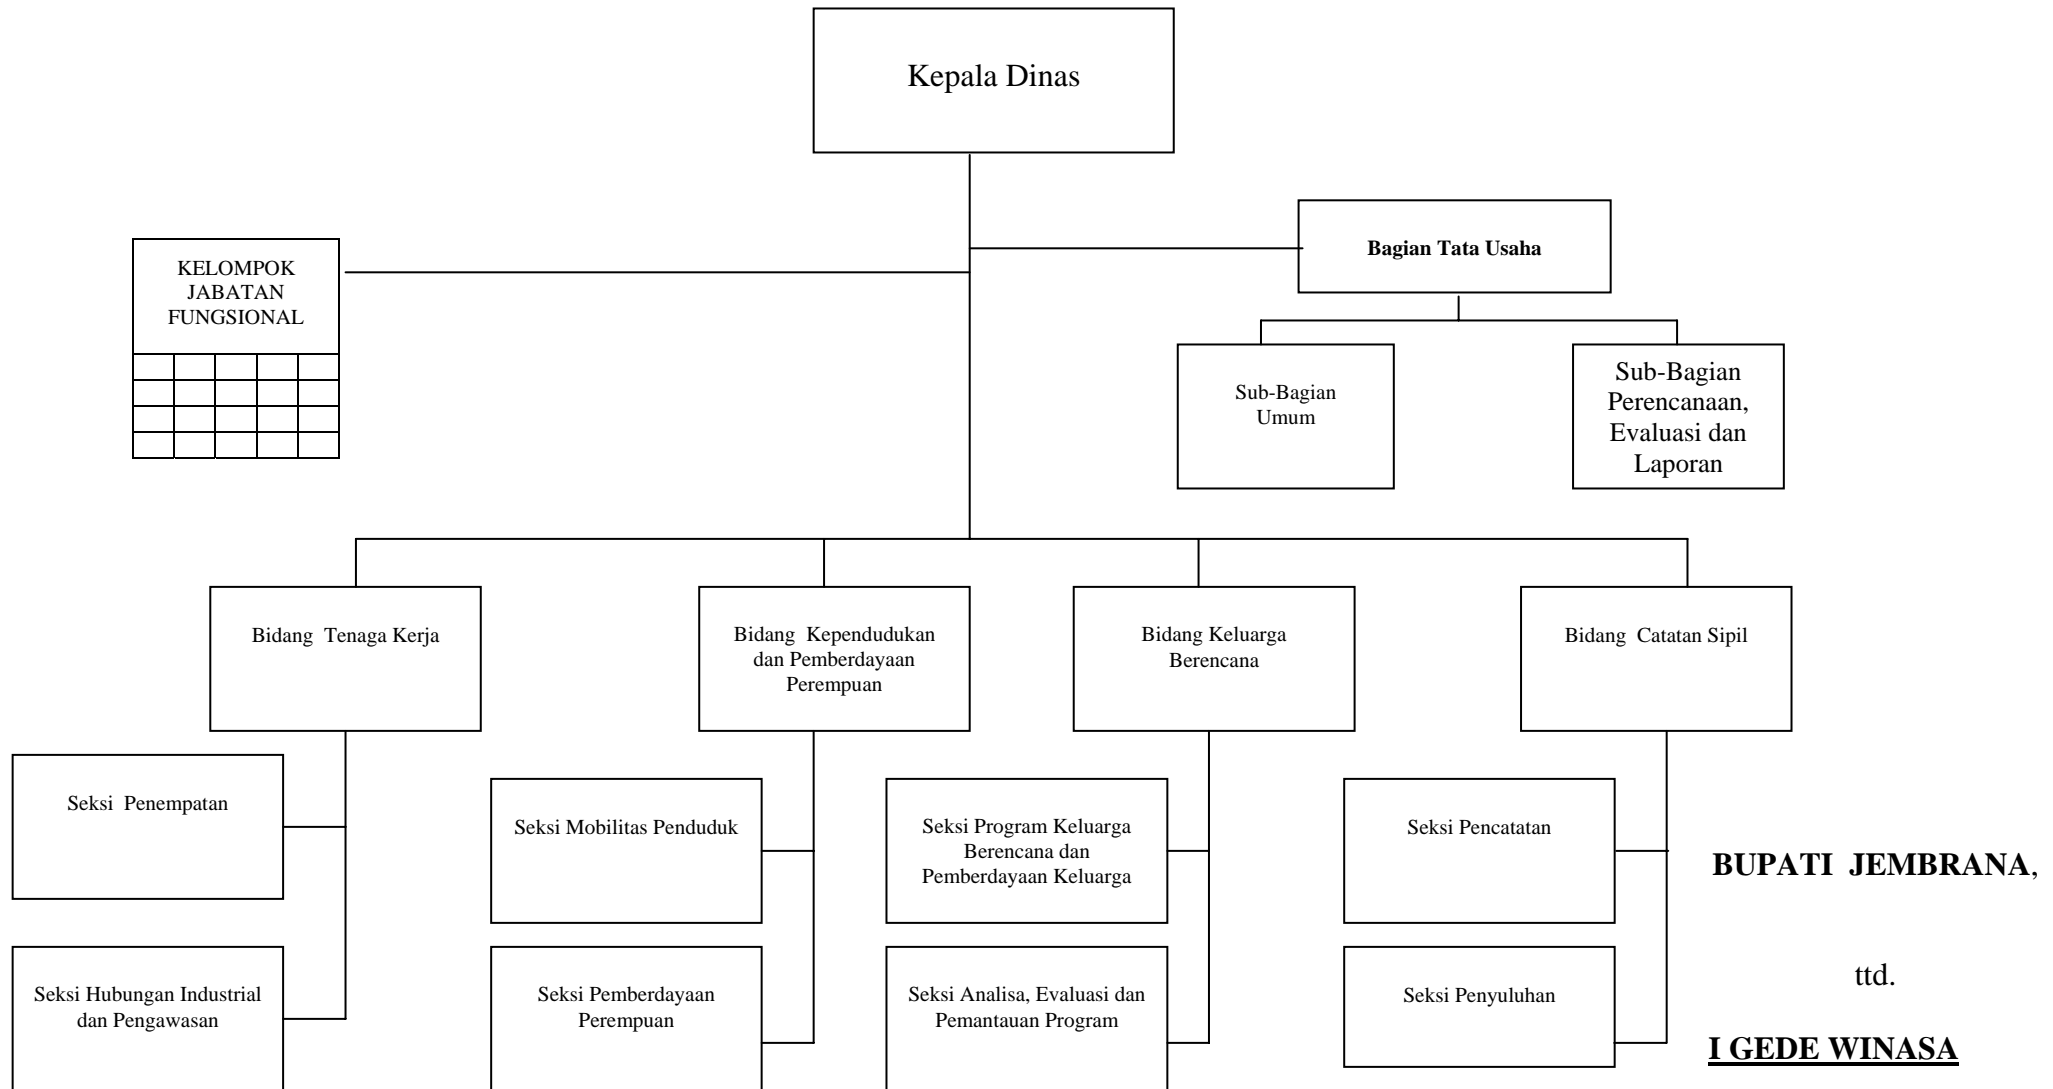 Kepala Dinas
Bagian Tata Usaha
KELOMPOK
JABATAN
FUNGSIONAL
Sub-Bagian
Umum
Sub-Bagian
Perencanaan,
Evaluasi dan
Laporan
Bidang  Tenaga Kerja
Bidang  Kependudukan
dan Pemberdayaan
Perempuan
Bidang Keluarga
Berencana
Bidang  Catatan Sipil
Seksi  Penempatan
Seksi Mobilitas Penduduk
Seksi Program Keluarga
Berencana dan
Pemberdayaan Keluarga
Seksi Pencatatan
Seksi Hubungan Industrial
dan Pengawasan
Seksi Pemberdayaan
Perempuan
Seksi Analisa, Evaluasi dan
Pemantauan Program
Seksi Penyuluhan
BUPATI  JEMBRANA,
ttd.
I GEDE WINASA